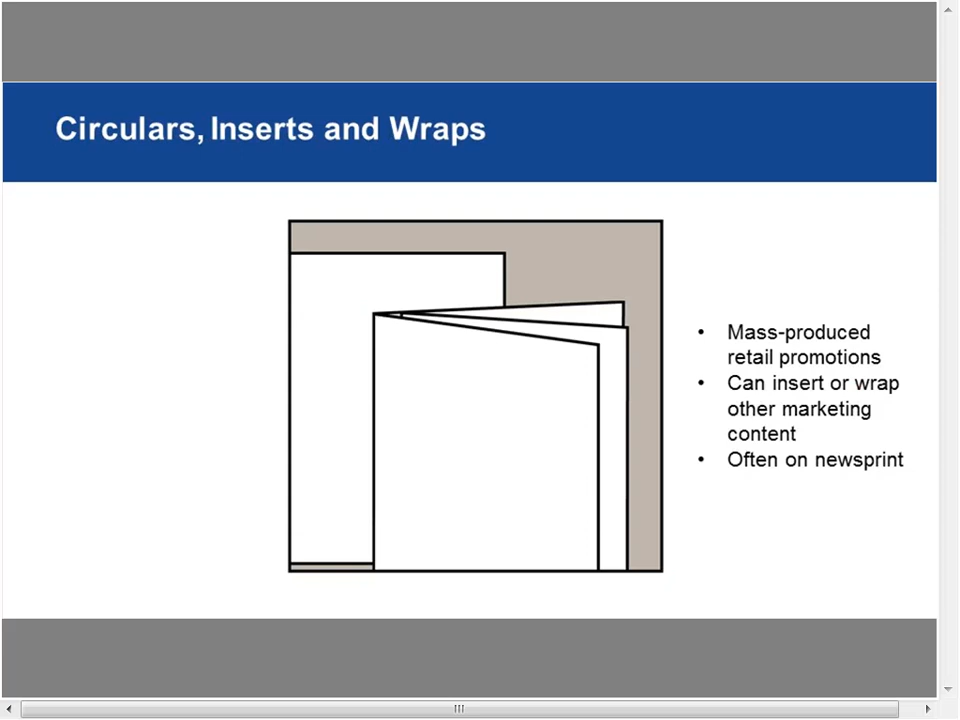 Circulars, Inserts and Wraps
• Mass-produced
retail promotions
• Can insert or wrap
other marketing
content
• Often on newsprint